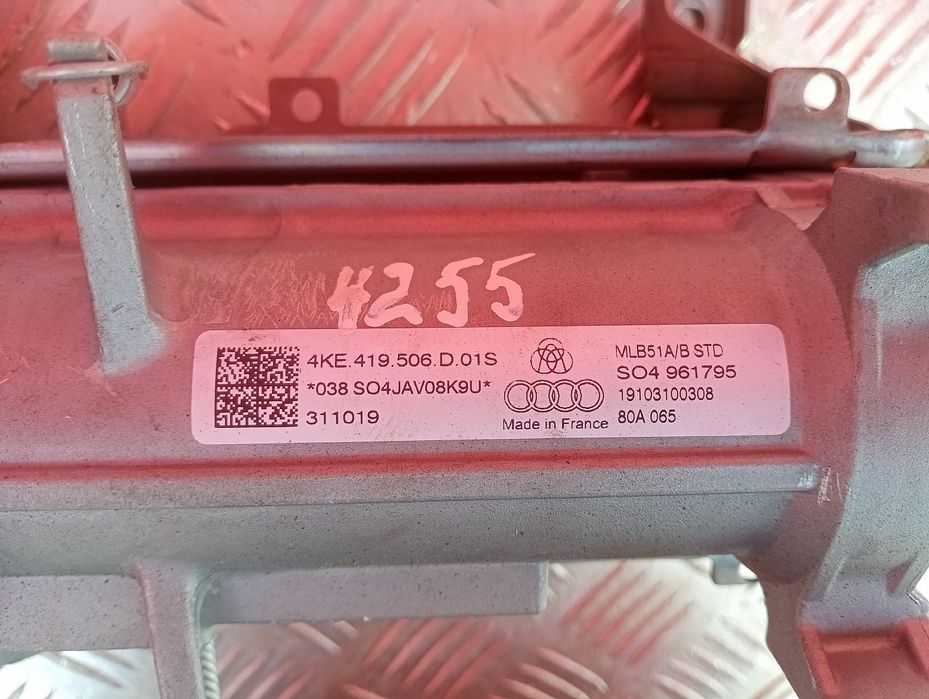 4255
4KE.419.506.D.01S
*038 SO4JAV08K9U*
311019
Made in France
MLB51A/B STD
SO4 961795
19103100308
80A 065